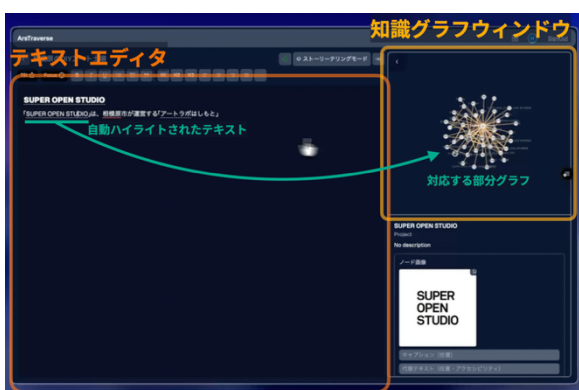 ArsTraverse
知識グラフウィンドウ
テキストエディタ
ストーリーテリングモード
SUPER OPEN STUDIO
「SUPER OPEN STUDIO」は、相模原市が運営する「アートラボはしもと」
自動ハイライトされたテキスト
対応する部分グラフ
SUPER OPEN STUDIO
Project
No description
ノード画像
SUPER
OPEN
STUDIO
キャプション（任意）
代替テキスト（任意・アクセシビリティ）